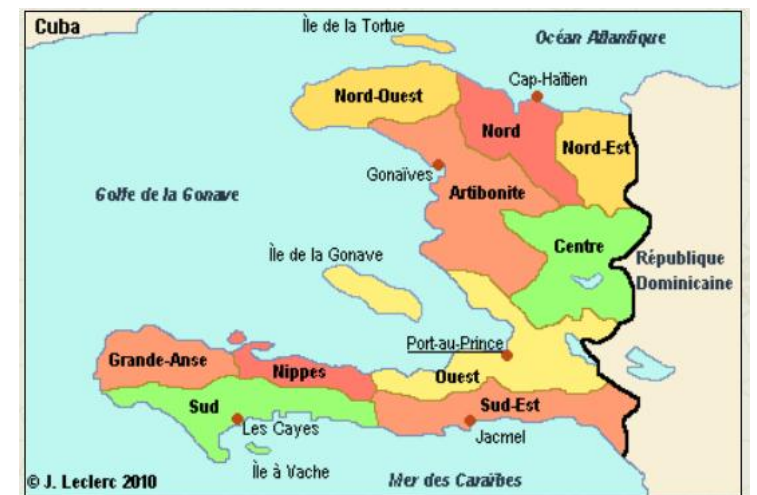 Cuba
Île de la Tortue
Océan Atlantique
Cap-Haïtien
Nord-Ouest
Nord
Nord-Est
Gonaïves
Artibonite
Golfe de la Gonave
Centre
Île de la Gonave
République
Dominicaine
Port-au-Prince
Grande-Anse
Nippes
Ouest
Sud
Sud-Est
Les Cayes
Jacmel
Île à Vache
© J. Leclerc 2010
Mer des Caraïbes